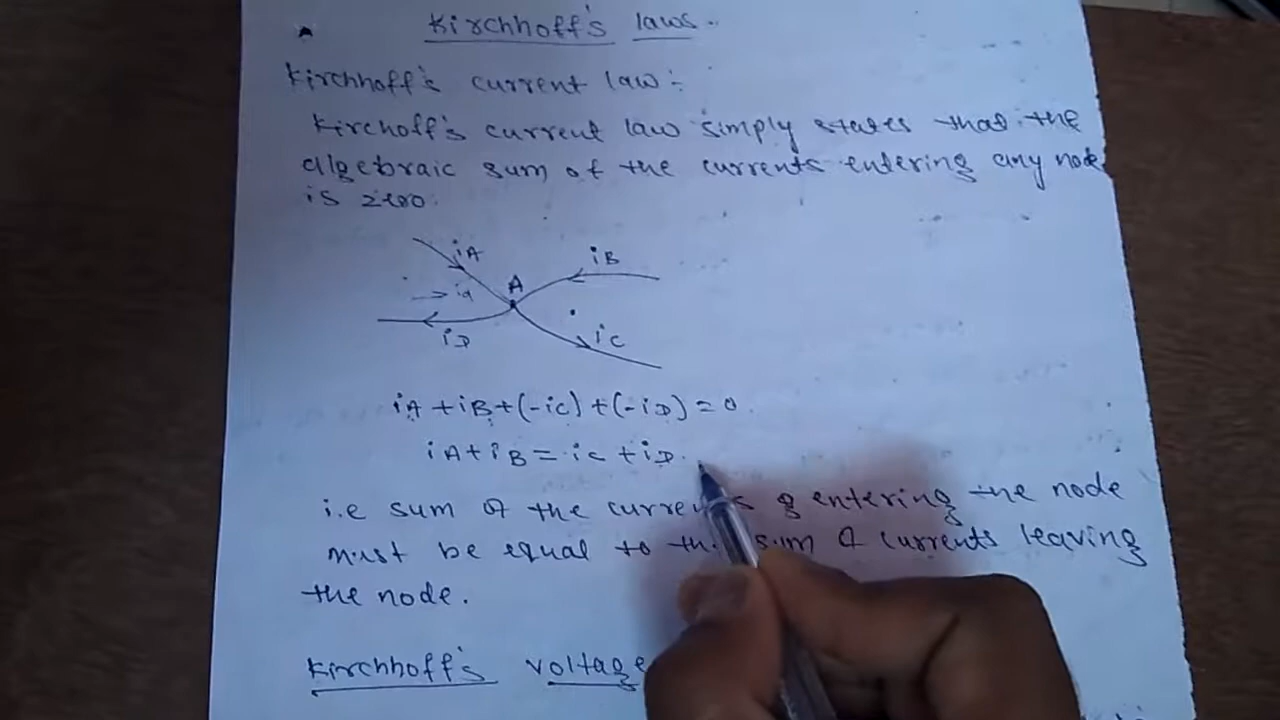 Kirchhoff's laws.
Kirchhoff's current law:-
Kirchoff's current law simply states that the
algebraic sum of the currents entering any node
is zero.
iA
iB
A
iD
iC
iA + iB + (-iC) + (-iD) = 0.
iA + iB = ic + iD.
i.e sum of the entering the node
must be equal to sum of currents leaving
the node.
Kirchhoff's voltage